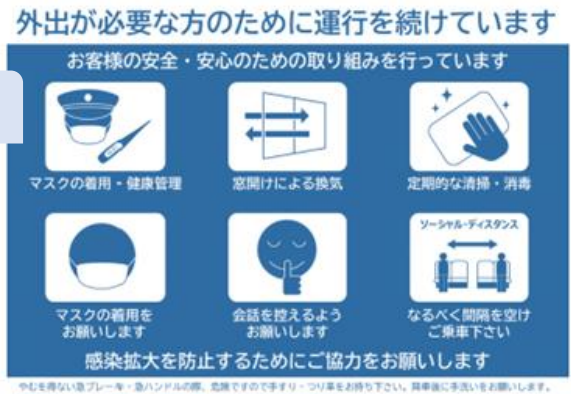 外出が必要な方のために運行を続けています
お客様の安全・安心のための取り組みを行っています
マスクの着用・健康管理
窓開けによる換気
定期的な清掃・消毒
ソーシャル・ディスタンス
マスクの着用を
お願いします
会話を控えるよう
お願いします
なるべく間隔を空け
ご乗車下さい
感染拡大を防止するためにご協力をお願いします
やむを得ない急ブレーキ・急ハンドルの際、危険ですので手すり・つり革をお持ち下さい。降車後に手洗いをお願いします。